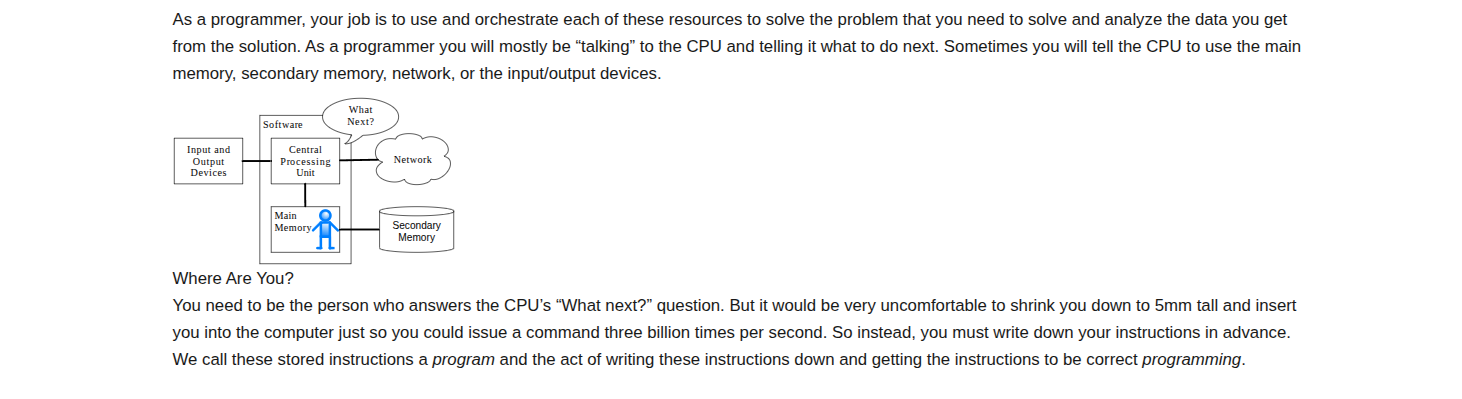 As a programmer, your job is to use and orchestrate each of these resources to solve the problem that you need to solve and analyze the data you get
from the solution. As a programmer you will mostly be “talking” to the CPU and telling it what to do next. Sometimes you will tell the CPU to use the main
memory, secondary memory, network, or the input/output devices.
What
Next?
Software
Input and
Output
Devices
Central
Processing
Unit
Network
Main
Memory
Secondary
Memory
Where Are You?
You need to be the person who answers the CPU’s “What next?” question. But it would be very uncomfortable to shrink you down to 5mm tall and insert
you into the computer just so you could issue a command three billion times per second. So instead, you must write down your instructions in advance.
We call these stored instructions a program and the act of writing these instructions down and getting the instructions to be correct programming.